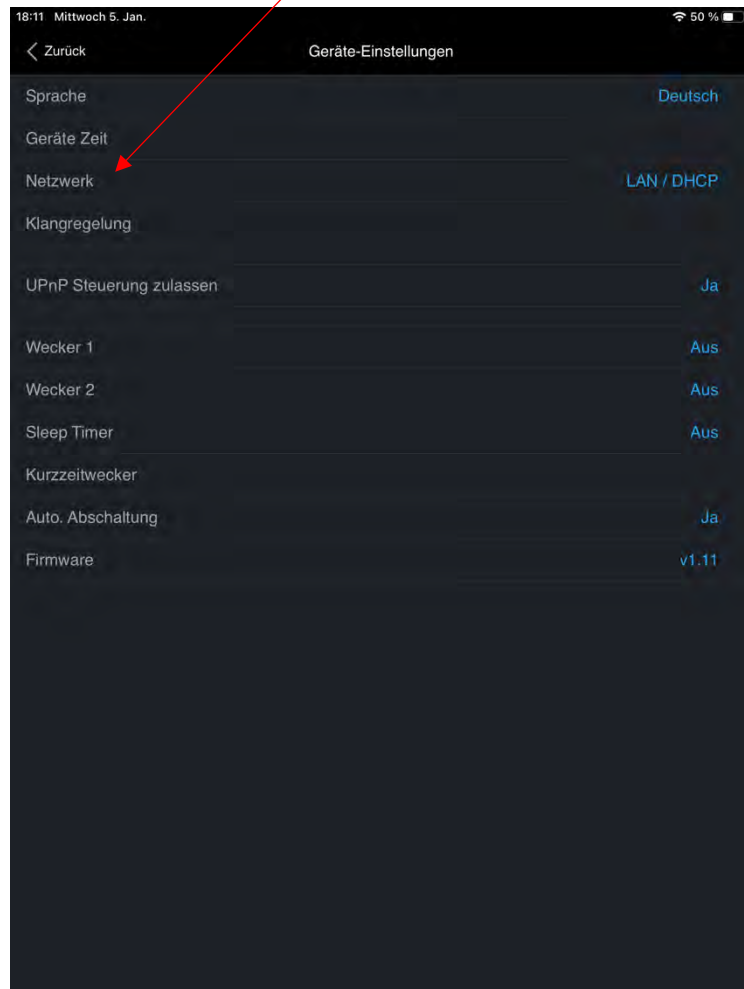 18:11 Mittwoch 5. Jan. 50 %
Zurück Geräte-Einstellungen
Sprache Deutsch
Geräte Zeit
Netzwerk LAN / DHCP
Klangregelung
UPnP Steuerung zulassen Ja
Wecker 1 Aus
Wecker 2 Aus
Sleep Timer Aus
Kurzzeitwecker
Auto. Abschaltung Ja
Firmware v1.11